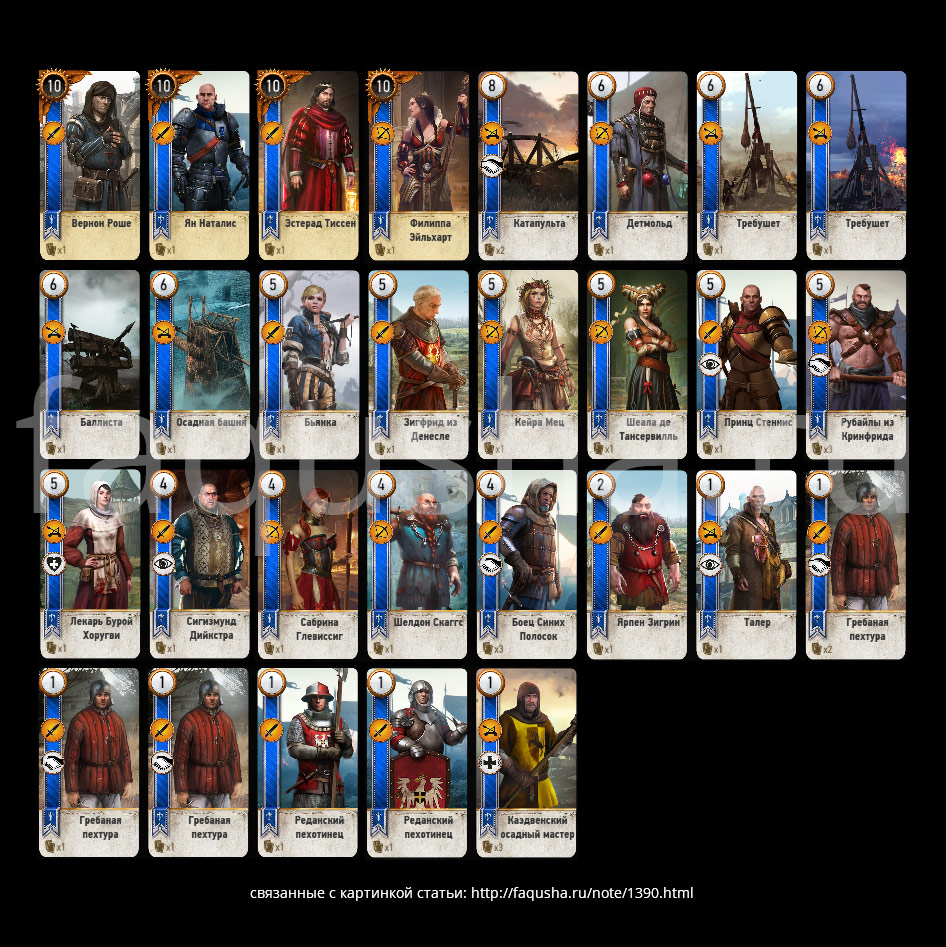 10 10 10 10 8 6 6 6
Вернон Роше
Ян Наталис
Эстерад Тиссен
Филиппа
Эйльхарт
Катапульта
Детмольд
Требушет
Требушет
x1 x1 x1 x1 x2 x1 x1 x1
6 6 5 5 5 5 5 5
Баллиста
Осадная башня
Бьянка
Зигфрид из
Денесле
Кейра Мец
Шеала де
Тансервилль
Принц Стеннис
Рубайлы из
Кринфрида
x1 x1 x1 x1 x1 x1 x1 x3
faqusha.ru
5 4 4 4 4 2 1 1
Лекарь Бурой
Хоругви
Сигизмунд
Дийкстра
Сабрина
Глевиссиг
Шелдон Скаггс
Боец Синих
Полосок
Ярпен Зигрин
Талер
Гребаная
пехтура
x1 x1 x1 x1 x3 x1 x1 x2
1 1 1 1 1
Гребаная
пехтура
Гребаная
пехтура
Реданский
пехотинец
Реданский
пехотинец
Каэдвенский
осадный мастер
x1 x1 x1 x1 x3
связанные с картинкой статьи: http://faqusha.ru/note/1390.html